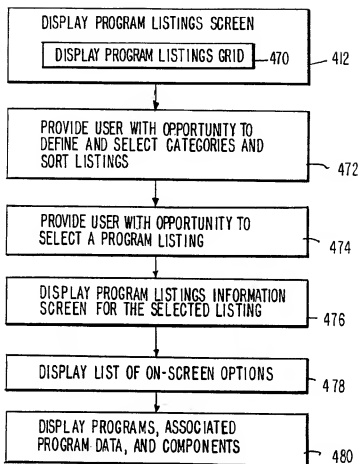 DISPLAY PROGRAM LISTINGS SCREEN
DISPLAY PROGRAM LISTINGS GRID
470
412
PROVIDE USER WITH OPPORTUNITY TO
DEFINE AND SELECT CATEGORIES AND
SORT LISTINGS
472
PROVIDE USER WITH OPPORTUNITY TO
SELECT A PROGRAM LISTING
474
DISPLAY PROGRAM LISTINGS INFORMATION
SCREEN FOR THE SELECTED LISTING
476
DISPLAY LIST OF ON-SCREEN OPTIONS
478
DISPLAY PROGRAMS, ASSOCIATED
PROGRAM DATA, AND COMPONENTS
480